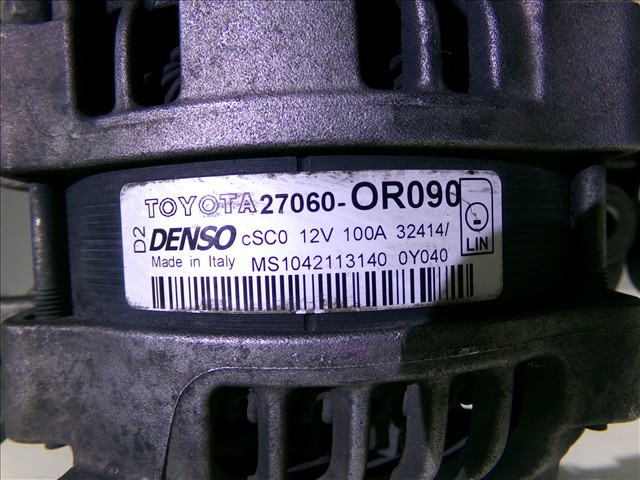 D2
TOYOTA 27060-OR090
DENSO cSC0 12V 100A 32414/
LIN
Made in Italy MS1042113140 0Y040